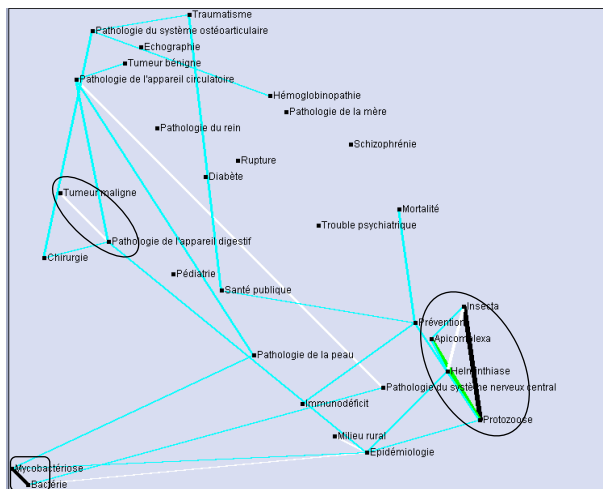 Traumatisme
Pathologie du système ostéoarticulaire
Echographie
Tumeur bénigne
Pathologie de l'appareil circulatoire
Hémoglobinopathie
Pathologie de la mère
Pathologie du rein
Schizophrénie
Rupture
Diabète
Tumeur maligne
Mortalité
Trouble psychiatrique
Pathologie de l'appareil digestif
Chirurgie
Pédiatrie
Santé publique
Insecta
Prévention
Apicomplexa
Pathologie de la peau
Helminthiase
Pathologie du système nerveux central
Immunodéficit
Protozoose
Milieu rural
Epidémiologie
Mycobactériose
Bactérie